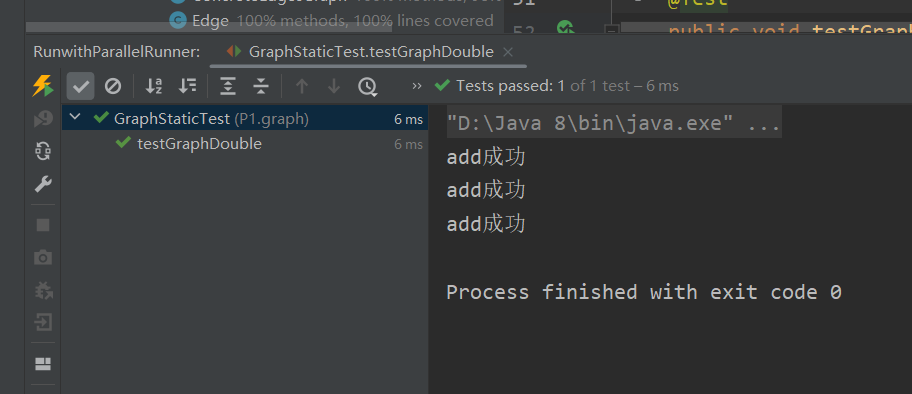 Edge 100% methods, 100% lines covered
@Test
52
public void testGraph
RunwithParallelRunner: GraphStaticTest.testGraphDouble
Tests passed: 1 of 1 test – 6 ms
GraphStaticTest (P1.graph) 6 ms
testGraphDouble 6 ms
"D:\Java 8\bin\java.exe" ...
add成功
add成功
add成功
Process finished with exit code 0